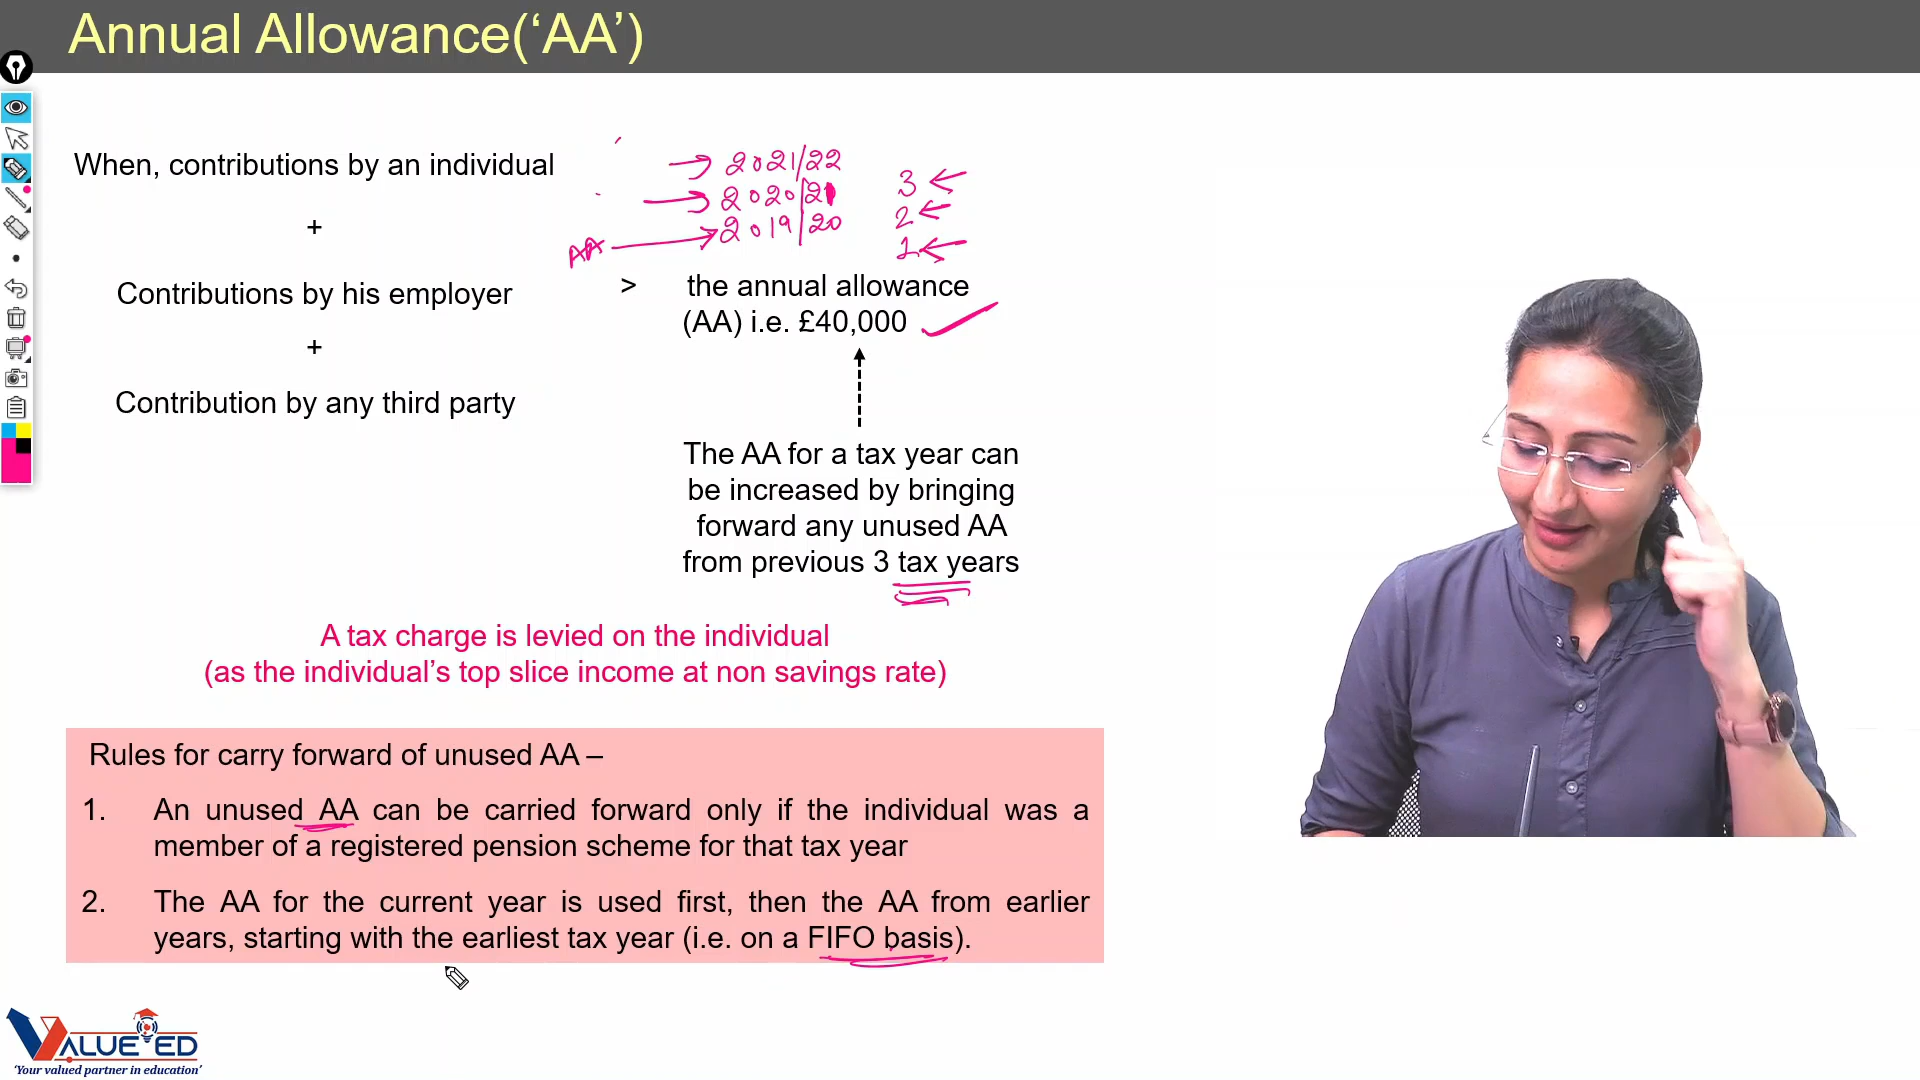 Annual Allowance(‘AA’)
When, contributions by an individual
+
Contributions by his employer
+
Contribution by any third party
2021/22
2020/21
2019/20
3
2
1
AA
>
the annual allowance
(AA) i.e. £40,000
The AA for a tax year can
be increased by bringing
forward any unused AA
from previous 3 tax years
A tax charge is levied on the individual
(as the individual’s top slice income at non savings rate)
Rules for carry forward of unused AA –
1. An unused AA can be carried forward only if the individual was a
member of a registered pension scheme for that tax year
2. The AA for the current year is used first, then the AA from earlier
years, starting with the earliest tax year (i.e. on a FIFO basis).
VALUE ED
‘Your valued partner in education’